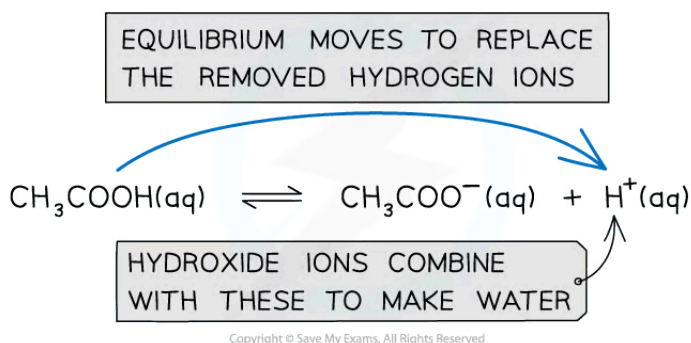 EQUILIBRIUM MOVES TO REPLACE
THE REMOVED HYDROGEN IONS
CH₃COOH(aq) ⇌ CH₃COO⁻(aq) + H⁺(aq)
HYDROXIDE IONS COMBINE
WITH THESE TO MAKE WATER
Copyright © Save My Exams. All Rights Reserved